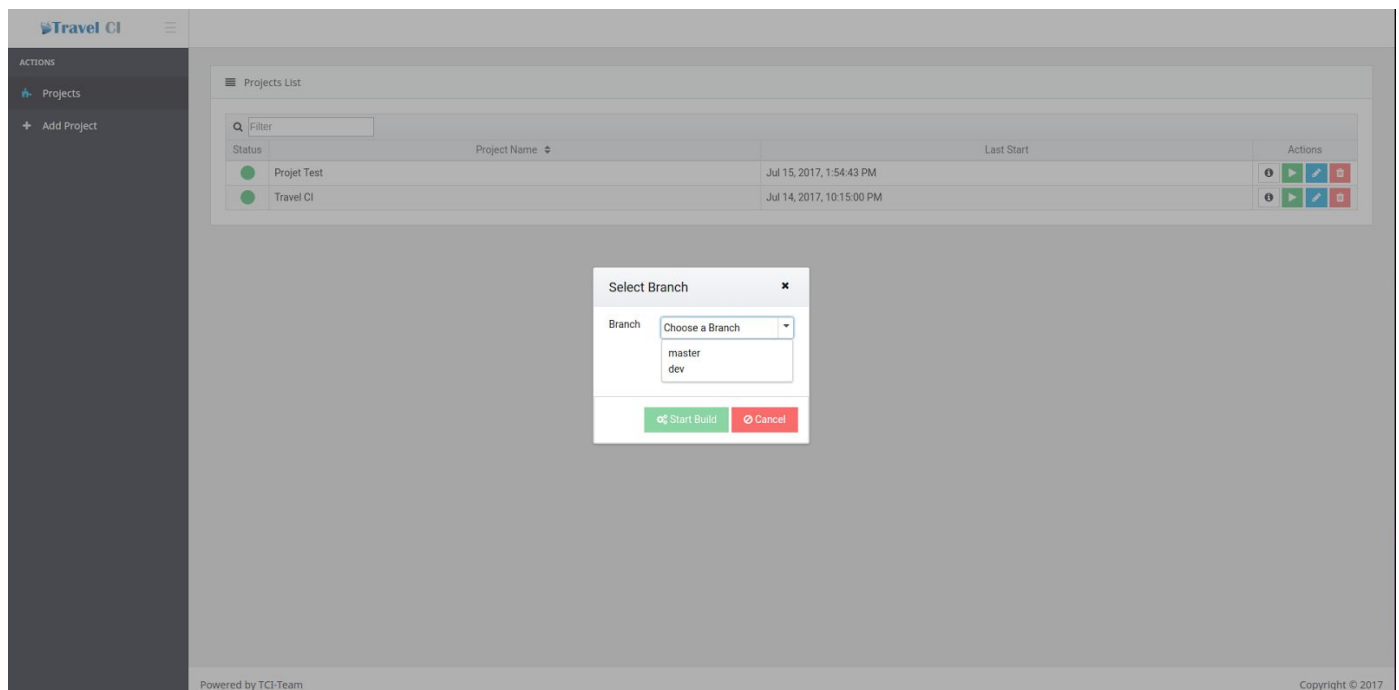 Travel CI
ACTIONS
Projects
Add Project
Projects List
Filter
Status Project Name Last Start Actions
Projet Test Jul 15, 2017, 1:54:43 PM
Travel CI Jul 14, 2017, 10:15:00 PM
Select Branch
Branch Choose a Branch
master
dev
Start Build Cancel
Powered by TCI-Team Copyright © 2017